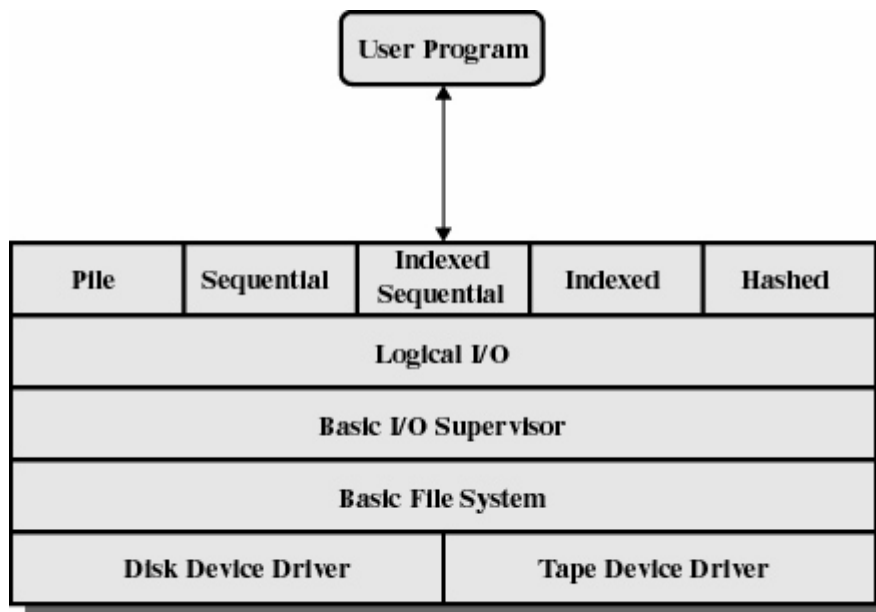 User Program
Pile
Sequential
Indexed
Sequential
Indexed
Hashed
Logical I/O
Basic I/O Supervisor
Basic File System
Disk Device Driver
Tape Device Driver